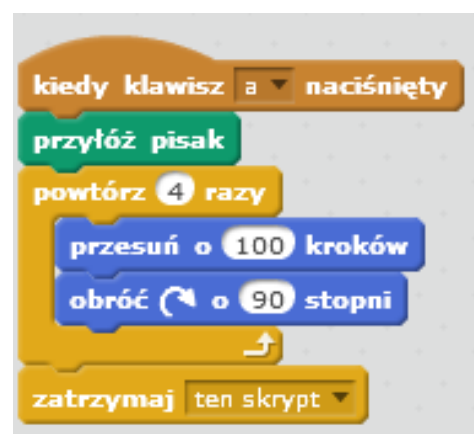 kiedy klawisz a naciśnięty
przyłóż pisak
powtórz 4 razy
przesuń o 100 kroków
obróć o 90 stopni
zatrzymaj ten skrypt